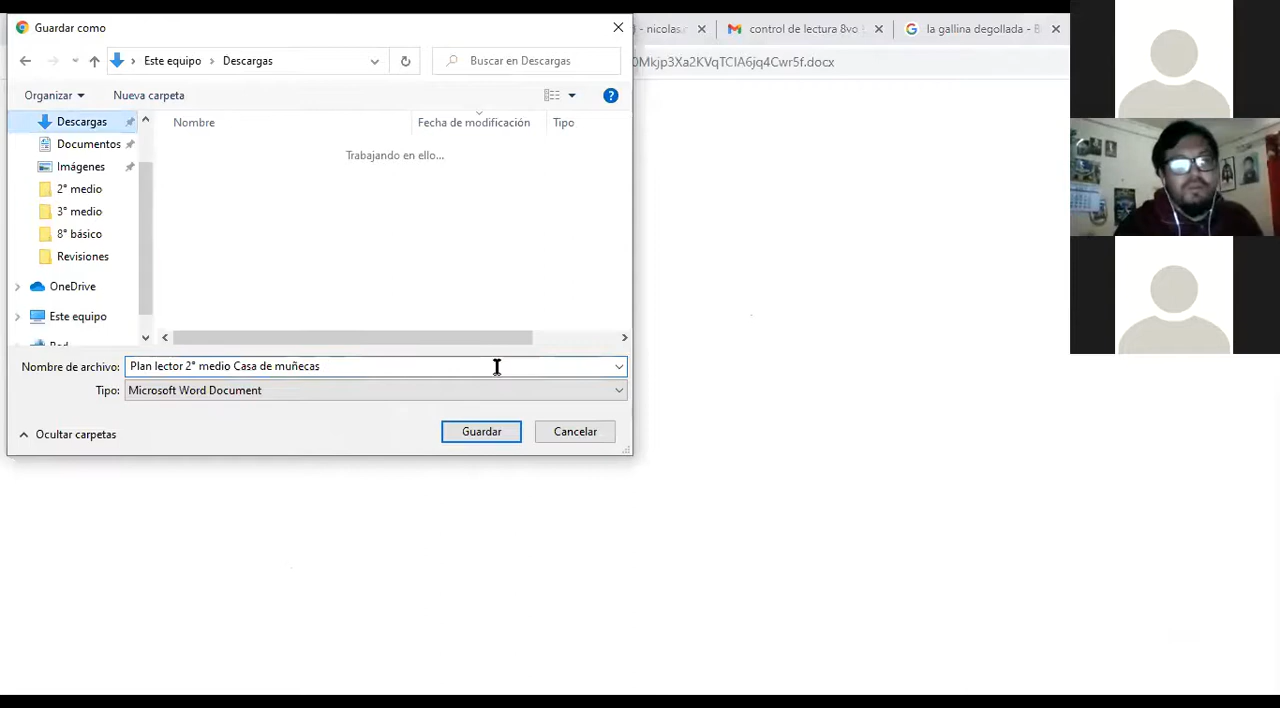 Guardar como
- nicolas.
control de lectura 8vo
la gallina degollada - B
Este equipo > Descargas
Buscar en Descargas
0Mkjp3Xa2KVqTCIA6jq4Cwr5f.docx
Organizar
Nueva carpeta
Descargas
Nombre
Fecha de modificación
Tipo
Documentos
Trabajando en ello...
Imágenes
2° medio
3° medio
8° básico
Revisiones
OneDrive
Este equipo
Nombre de archivo: Plan lector 2° medio Casa de muñecas
Tipo: Microsoft Word Document
Ocultar carpetas
Guardar
Cancelar